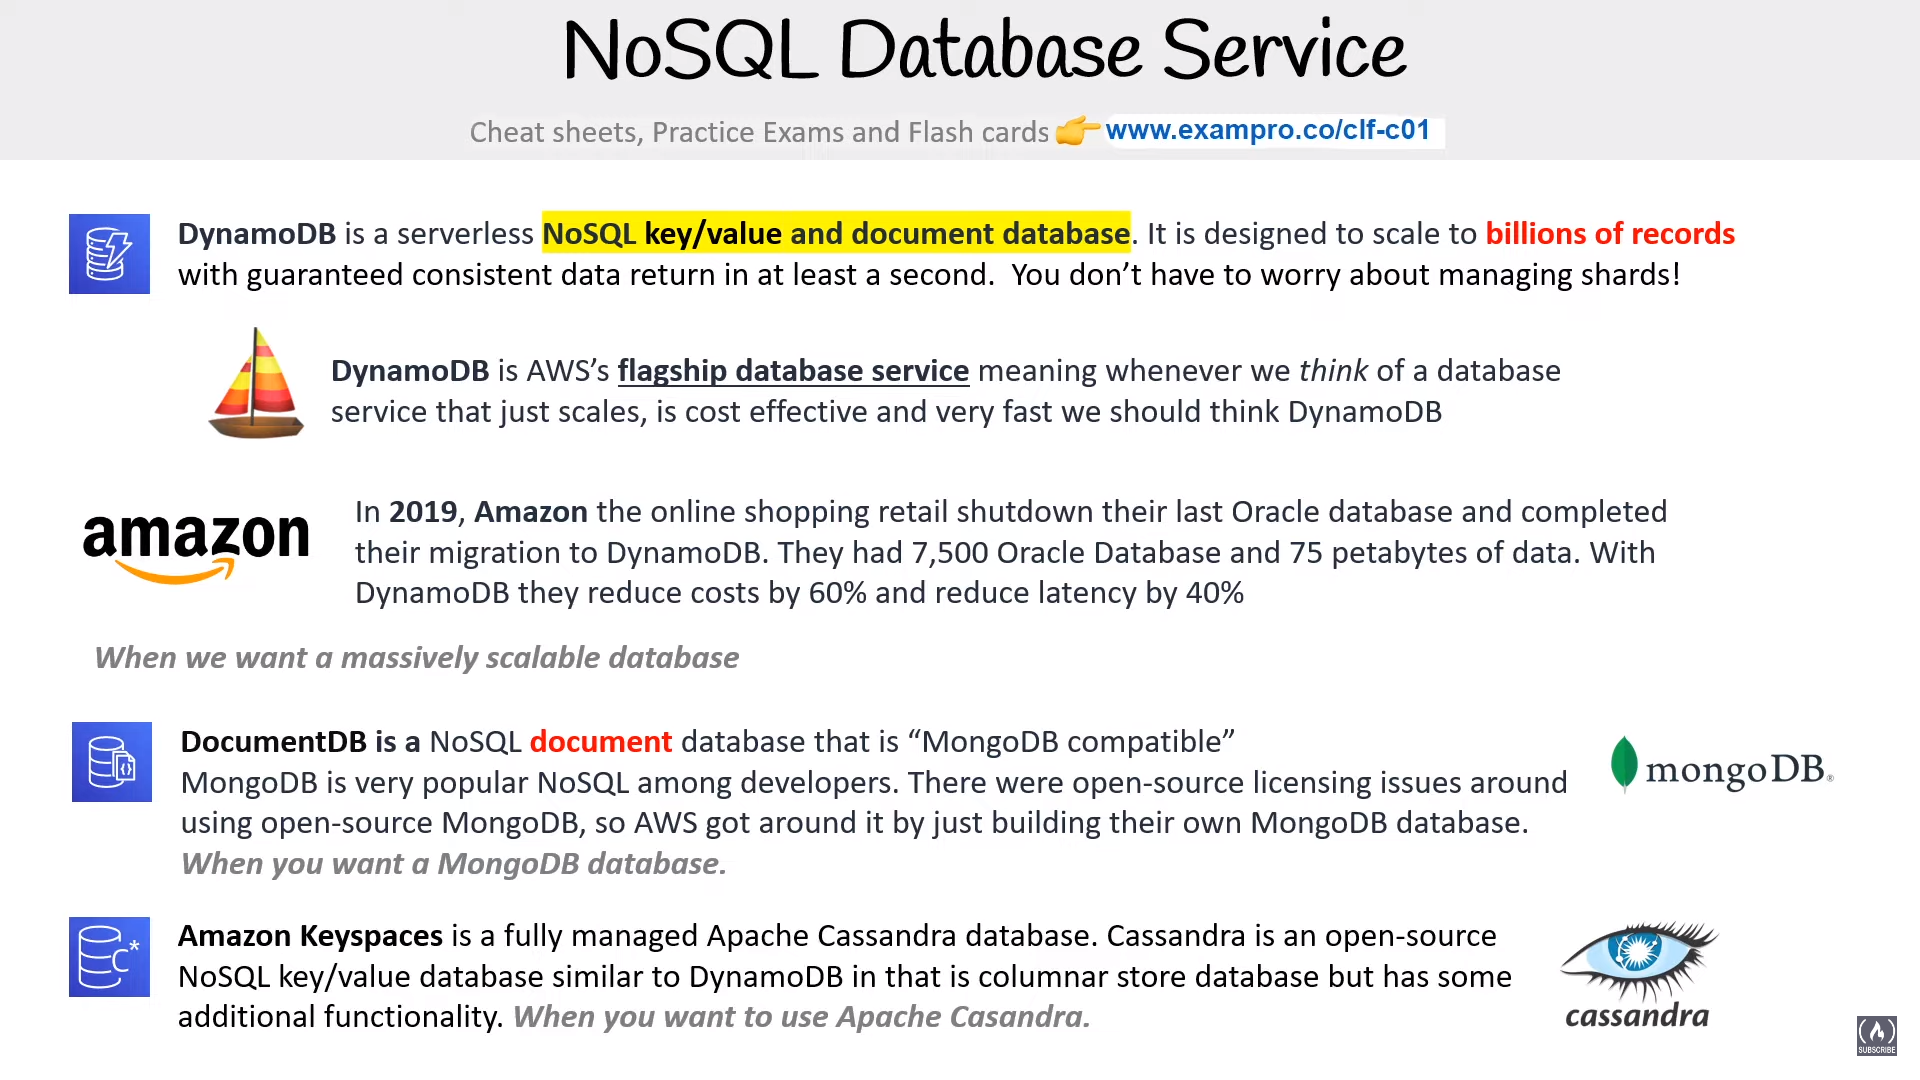 NoSQL Database Service
Cheat sheets, Practice Exams and Flash cards www.exampro.co/clf-c01
DynamoDB is a serverless NoSQL key/value and document database. It is designed to scale to billions of records
with guaranteed consistent data return in at least a second. You don’t have to worry about managing shards!
DynamoDB is AWS’s flagship database service meaning whenever we think of a database
service that just scales, is cost effective and very fast we should think DynamoDB
amazon
In 2019, Amazon the online shopping retail shutdown their last Oracle database and completed
their migration to DynamoDB. They had 7,500 Oracle Database and 75 petabytes of data. With
DynamoDB they reduce costs by 60% and reduce latency by 40%
When we want a massively scalable database
DocumentDB is a NoSQL document database that is “MongoDB compatible”
MongoDB is very popular NoSQL among developers. There were open-source licensing issues around
using open-source MongoDB, so AWS got around it by just building their own MongoDB database.
When you want a MongoDB database.
mongoDB®
C*
Amazon Keyspaces is a fully managed Apache Cassandra database. Cassandra is an open-source
NoSQL key/value database similar to DynamoDB in that is columnar store database but has some
additional functionality. When you want to use Apache Casandra.
cassandra
SUBSCRIBE